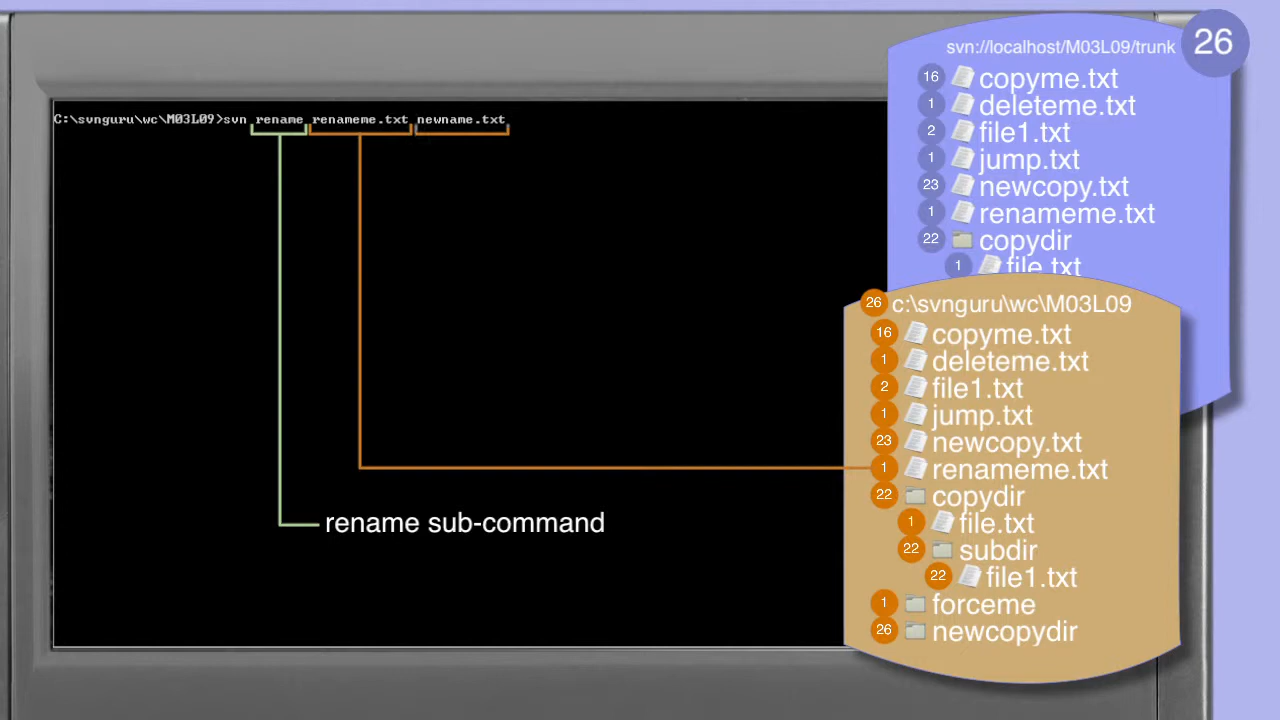 C:\svnguru\wc\M03L09>svn rename renameme.txt newname.txt
rename sub-command
svn://localhost/M03L09/trunk 26
16 copyme.txt
1 deleteme.txt
2 file1.txt
1 jump.txt
23 newcopy.txt
1 renameme.txt
22 copydir
1 file.txt
26 c:\svnguru\wc\M03L09
16 copyme.txt
1 deleteme.txt
2 file1.txt
1 jump.txt
23 newcopy.txt
1 renameme.txt
22 copydir
1 file.txt
22 subdir
22 file1.txt
1 forceme
26 newcopydir